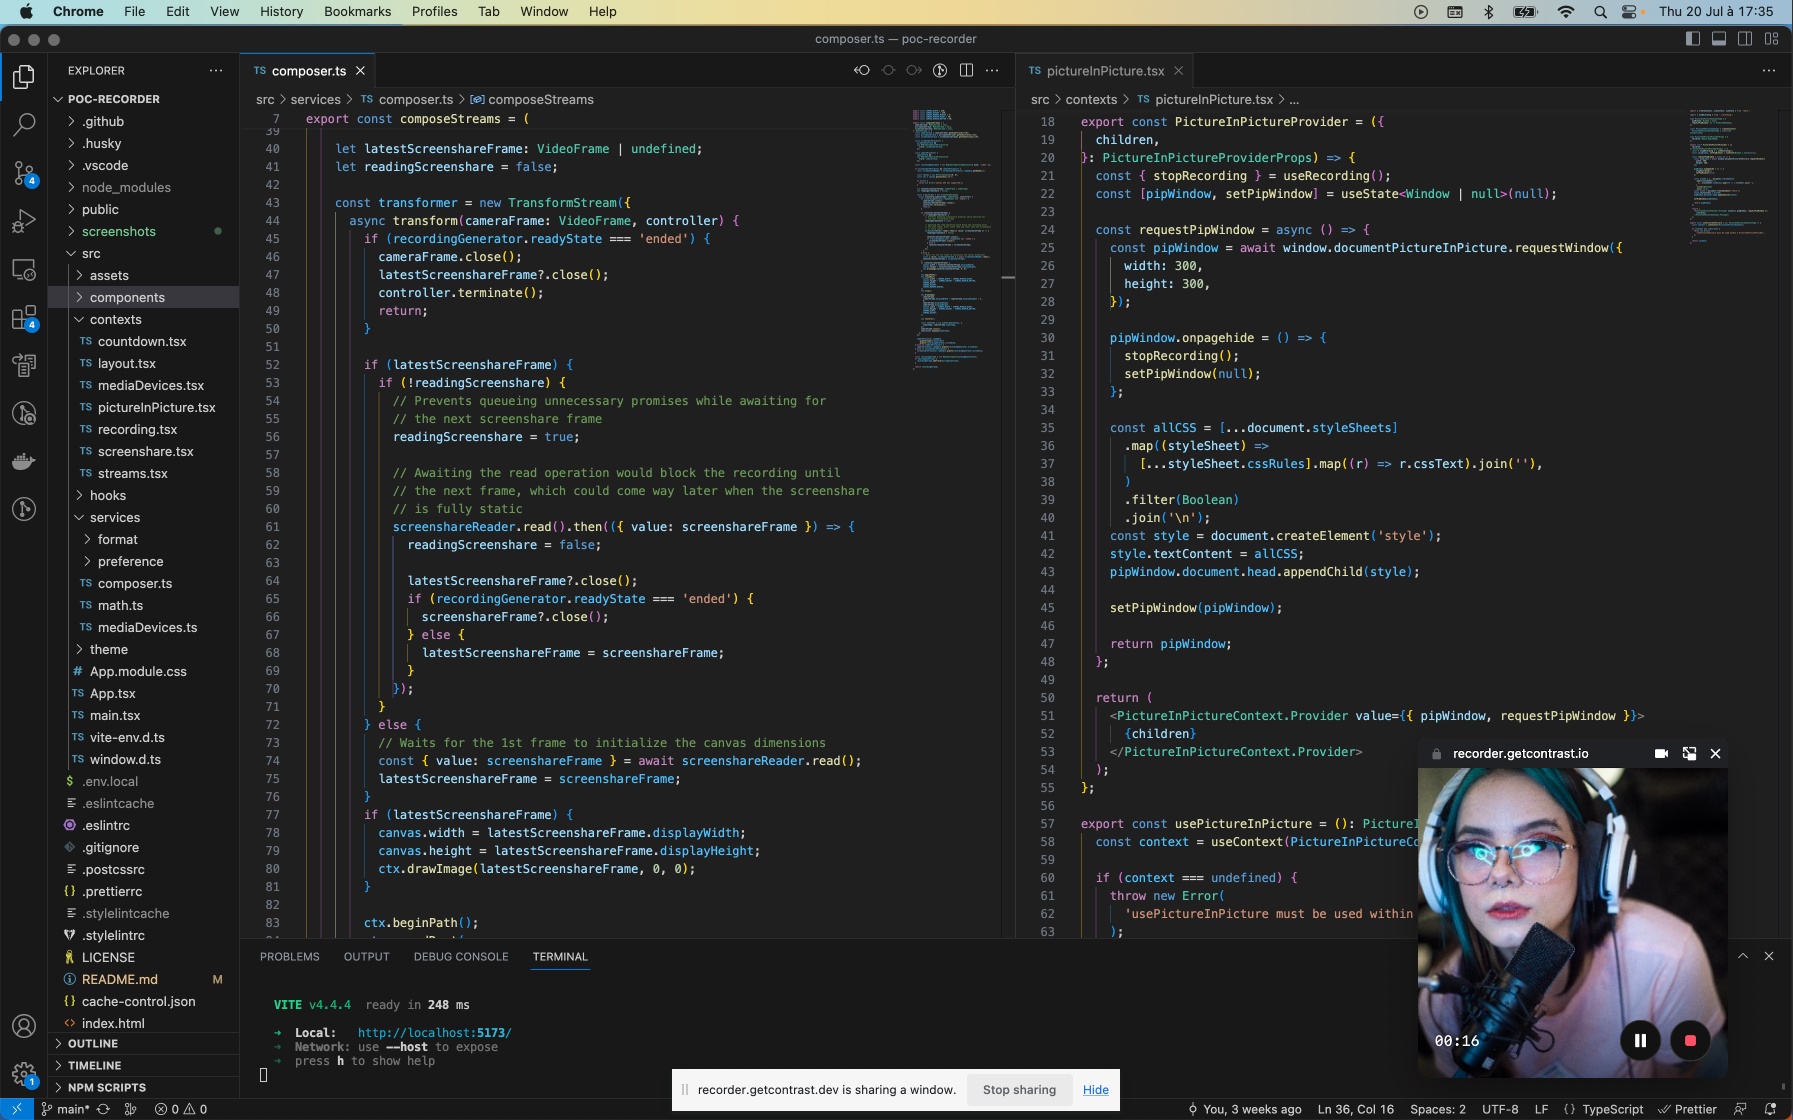 Chrome File Edit View History Bookmarks Profiles Tab Window Help Thu 20 Jul à 17:35
composer.ts — poc-recorder
EXPLORER
POC-RECORDER
.github
.husky
.vscode
node_modules
public
screenshots
src
assets
components
contexts
TS countdown.tsx
TS layout.tsx
TS mediaDevices.tsx
TS pictureInPicture.tsx
TS recording.tsx
TS screenshare.tsx
TS streams.tsx
hooks
services
format
preference
TS composer.ts
TS math.ts
TS mediaDevices.ts
theme
# App.module.css
TS App.tsx
TS main.tsx
TS vite-env.d.ts
TS window.d.ts
$ .env.local
.eslintcache
.eslintrc
.gitignore
.postcssrc
{} .prettierrc
.stylelintcache
.stylelintrc
LICENSE
README.md M
{} cache-control.json
<> index.html
OUTLINE
TIMELINE
NPM SCRIPTS
4
4
1
TS composer.ts
src > services > TS composer.ts > composeStreams
7 export const composeStreams = (
39
40 let latestScreenshareFrame: VideoFrame | undefined;
41 let readingScreenshare = false;
42
43 const transformer = new TransformStream({
44 async transform(cameraFrame: VideoFrame, controller) {
45 if (recordingGenerator.readyState === 'ended') {
46 cameraFrame.close();
47 latestScreenshareFrame?.close();
48 controller.terminate();
49 return;
50 }
51
52 if (latestScreenshareFrame) {
53 if (!readingScreenshare) {
54 // Prevents queueing unnecessary promises while awaiting for
55 // the next screenshare frame
56 readingScreenshare = true;
57
58 // Awaiting the read operation would block the recording until
59 // the next frame, which could come way later when the screenshare
60 // is fully static
61 screenshareReader.read().then(({ value: screenshareFrame }) => {
62 readingScreenshare = false;
63
64 latestScreenshareFrame?.close();
65 if (recordingGenerator.readyState === 'ended') {
66 screenshareFrame?.close();
67 } else {
68 latestScreenshareFrame = screenshareFrame;
69 }
70 });
71 }
72 } else {
73 // Waits for the 1st frame to initialize the canvas dimensions
74 const { value: screenshareFrame } = await screenshareReader.read();
75 latestScreenshareFrame = screenshareFrame;
76 }
77 if (latestScreenshareFrame) {
78 canvas.width = latestScreenshareFrame.displayWidth;
79 canvas.height = latestScreenshareFrame.displayHeight;
80 ctx.drawImage(latestScreenshareFrame, 0, 0);
81 }
82
83 ctx.beginPath();
TS pictureInPicture.tsx
src > contexts > TS pictureInPicture.tsx > ...
18 export const PictureInPictureProvider = ({
19 children,
20 }: PictureInPictureProviderProps) => {
21 const { stopRecording } = useRecording();
22 const [pipWindow, setPipWindow] = useState<Window | null>(null);
23
24 const requestPipWindow = async () => {
25 const pipWindow = await window.documentPictureInPicture.requestWindow({
26 width: 300,
27 height: 300,
28 });
29
30 pipWindow.onpagehide = () => {
31 stopRecording();
32 setPipWindow(null);
33 };
34
35 const allCSS = [...document.styleSheets]
36 .map((styleSheet) =>
37 [...styleSheet.cssRules].map((r) => r.cssText).join(''),
38 )
39 .filter(Boolean)
40 .join('\n');
41 const style = document.createElement('style');
42 style.textContent = allCSS;
43 pipWindow.document.head.appendChild(style);
44
45 setPipWindow(pipWindow);
46
47 return pipWindow;
48 };
49
50 return (
51 <PictureInPictureContext.Provider value={{ pipWindow, requestPipWindow }}>
52 {children}
53 </PictureInPictureContext.Provider>
54 );
55 };
56
57 export const usePictureInPicture = (): PictureI
58 const context = useContext(PictureInPictureCo
59
60 if (context === undefined) {
61 throw new Error(
62 'usePictureInPicture must be used within
63 );
recorder.getcontrast.io
00:16
PROBLEMS OUTPUT DEBUG CONSOLE TERMINAL
VITE v4.4.4 ready in 248 ms
➜ Local: http://localhost:5173/
➜ Network: use --host to expose
➜ press h to show help
recorder.getcontrast.dev is sharing a window. Stop sharing Hide
main* 0 0 You, 3 weeks ago Ln 36, Col 16 Spaces: 2 UTF-8 LF {} TypeScript Prettier